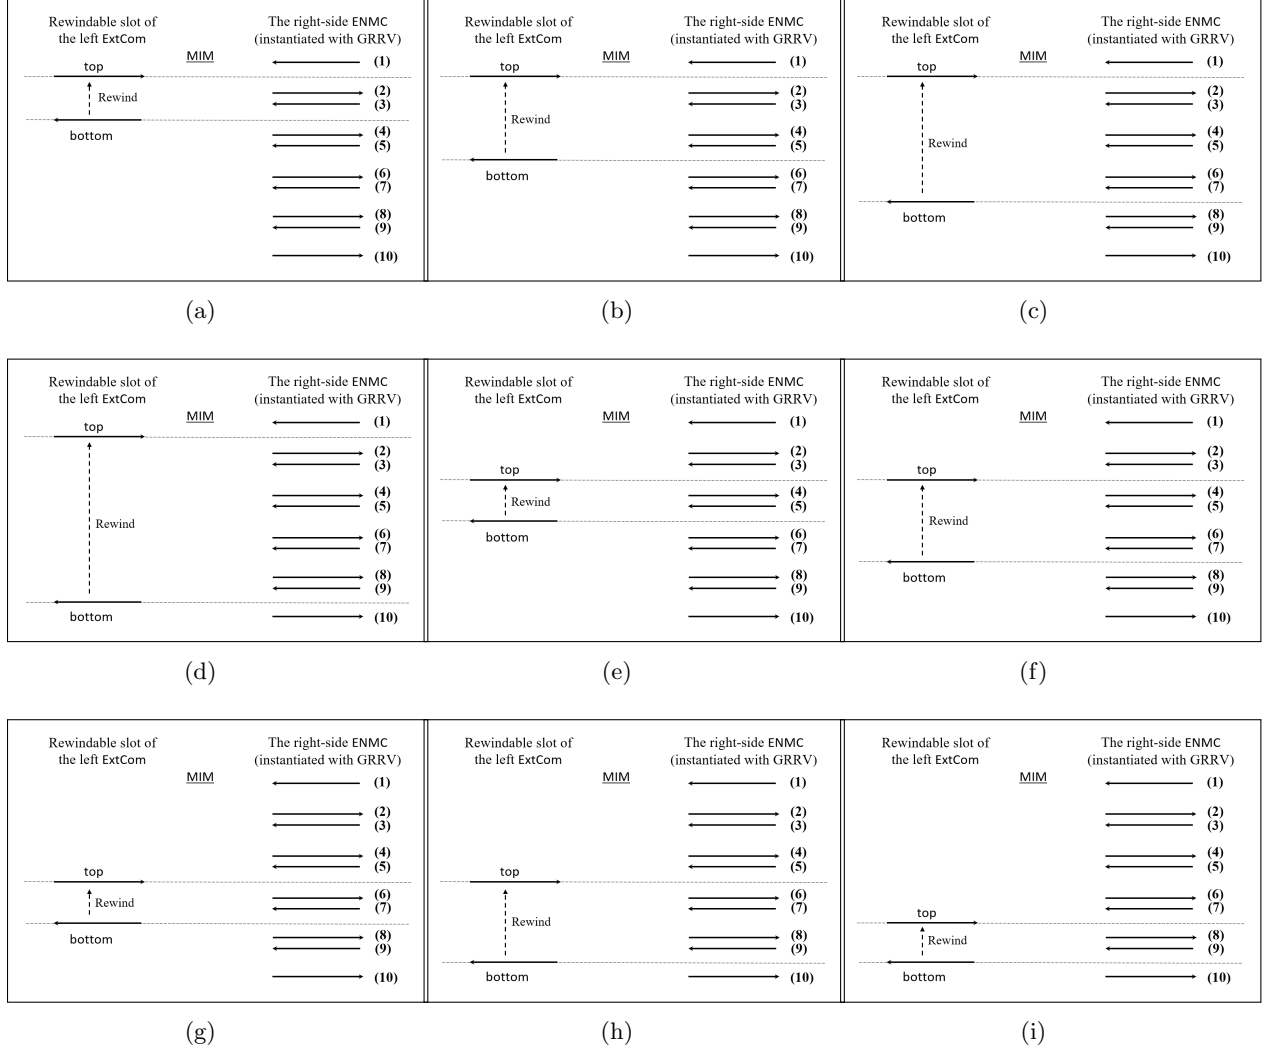 Rewindable slot of
the left ExtCom
MIM
The right-side ENMC
(instantiated with GRRV)
top
Rewind
bottom
(1)
(2)
(3)
(4)
(5)
(6)
(7)
(8)
(9)
(10)
(a)
Rewindable slot of
the left ExtCom
MIM
The right-side ENMC
(instantiated with GRRV)
top
Rewind
bottom
(1)
(2)
(3)
(4)
(5)
(6)
(7)
(8)
(9)
(10)
(b)
Rewindable slot of
the left ExtCom
MIM
The right-side ENMC
(instantiated with GRRV)
top
Rewind
bottom
(1)
(2)
(3)
(4)
(5)
(6)
(7)
(8)
(9)
(10)
(c)
Rewindable slot of
the left ExtCom
MIM
The right-side ENMC
(instantiated with GRRV)
top
Rewind
bottom
(1)
(2)
(3)
(4)
(5)
(6)
(7)
(8)
(9)
(10)
(d)
Rewindable slot of
the left ExtCom
MIM
The right-side ENMC
(instantiated with GRRV)
top
Rewind
bottom
(1)
(2)
(3)
(4)
(5)
(6)
(7)
(8)
(9)
(10)
(e)
Rewindable slot of
the left ExtCom
MIM
The right-side ENMC
(instantiated with GRRV)
top
Rewind
bottom
(1)
(2)
(3)
(4)
(5)
(6)
(7)
(8)
(9)
(10)
(f)
Rewindable slot of
the left ExtCom
MIM
The right-side ENMC
(instantiated with GRRV)
top
Rewind
bottom
(1)
(2)
(3)
(4)
(5)
(6)
(7)
(8)
(9)
(10)
(g)
Rewindable slot of
the left ExtCom
MIM
The right-side ENMC
(instantiated with GRRV)
top
Rewind
bottom
(1)
(2)
(3)
(4)
(5)
(6)
(7)
(8)
(9)
(10)
(h)
Rewindable slot of
the left ExtCom
MIM
The right-side ENMC
(instantiated with GRRV)
top
Rewind
bottom
(1)
(2)
(3)
(4)
(5)
(6)
(7)
(8)
(9)
(10)
(i)